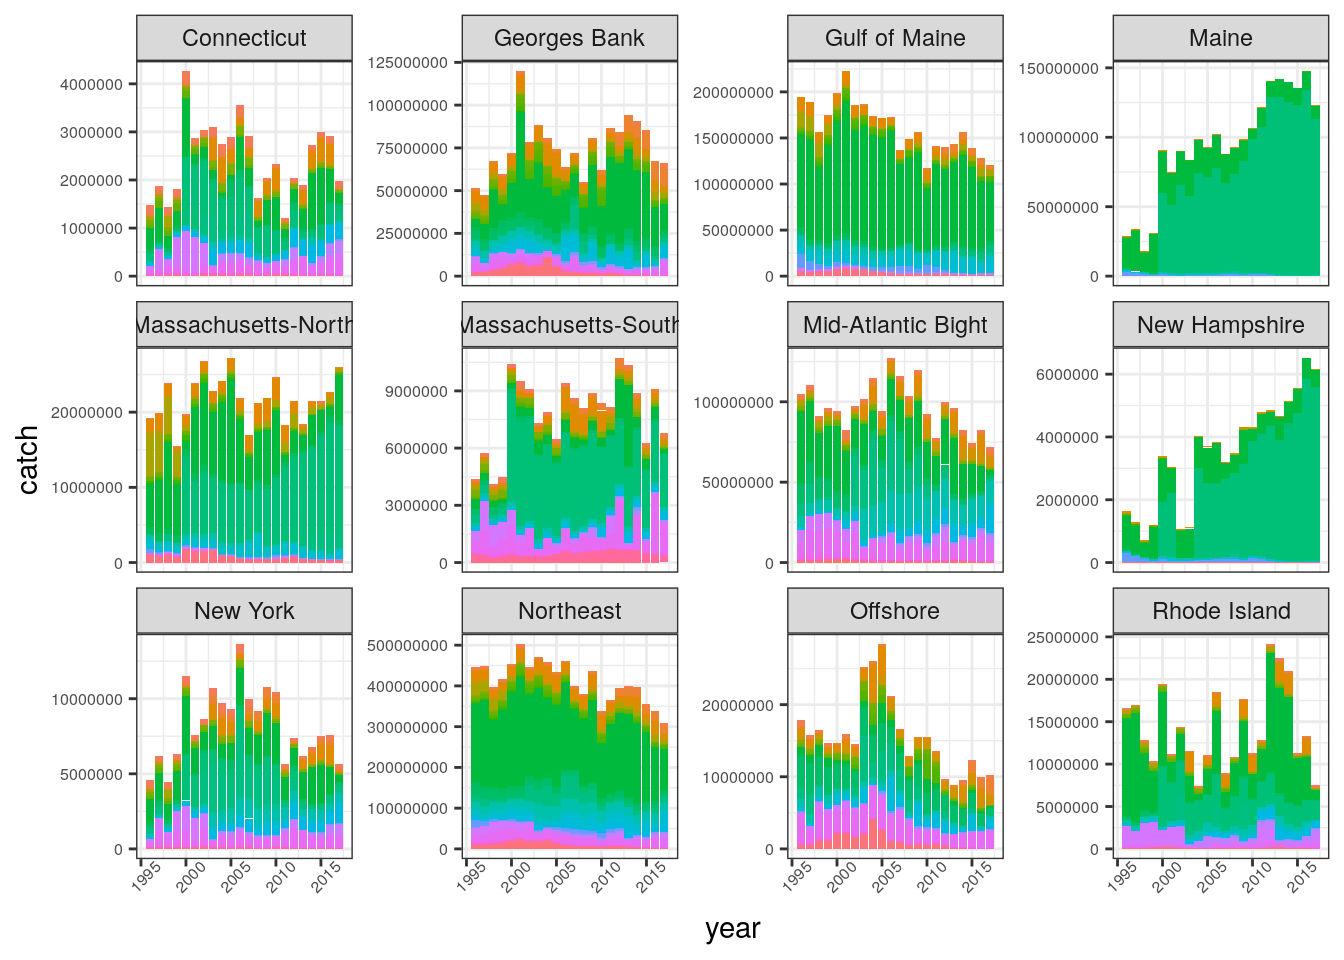 Connecticut
Georges Bank
Gulf of Maine
Maine
4000000
3000000
2000000
1000000
0
125000000
100000000
75000000
50000000
25000000
0
200000000
150000000
100000000
50000000
0
150000000
100000000
50000000
0
Massachusetts-North
Massachusetts-South
Mid-Atlantic Bight
New Hampshire
20000000
10000000
0
9000000
6000000
3000000
0
100000000
50000000
0
6000000
4000000
2000000
0
New York
Northeast
Offshore
Rhode Island
10000000
5000000
0
500000000
400000000
300000000
200000000
100000000
0
20000000
10000000
0
25000000
20000000
15000000
10000000
5000000
0
1995 2000 2005 2010 2015
1995 2000 2005 2010 2015
1995 2000 2005 2010 2015
1995 2000 2005 2010 2015
catch
year